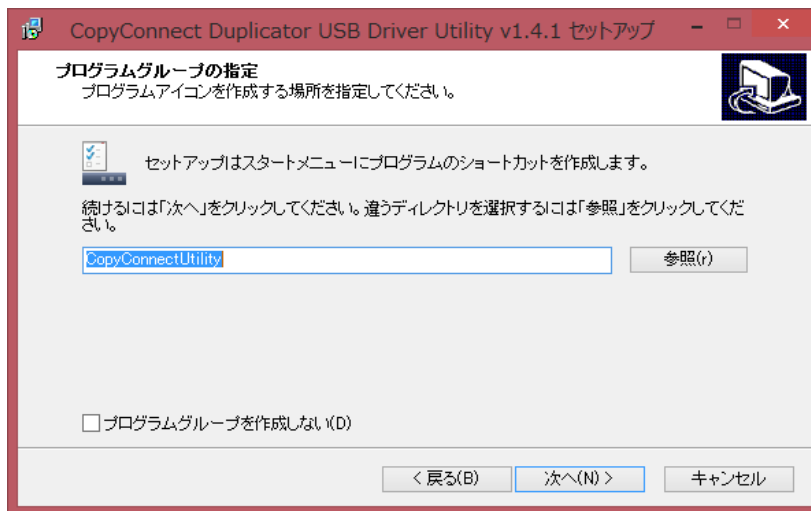 CopyConnect Duplicator USB Driver Utility v1.4.1 セットアップ
プログラムグループの指定
プログラムアイコンを作成する場所を指定してください。
セットアップはスタートメニューにプログラムのショートカットを作成します。
続けるには「次へ」をクリックしてください。違うディレクトリを選択するには「参照」をクリックしてくだ
さい。
CopyConnectUtility
参照(r)
プログラムグループを作成しない(D)
< 戻る(B)
次へ(N) >
キャンセル